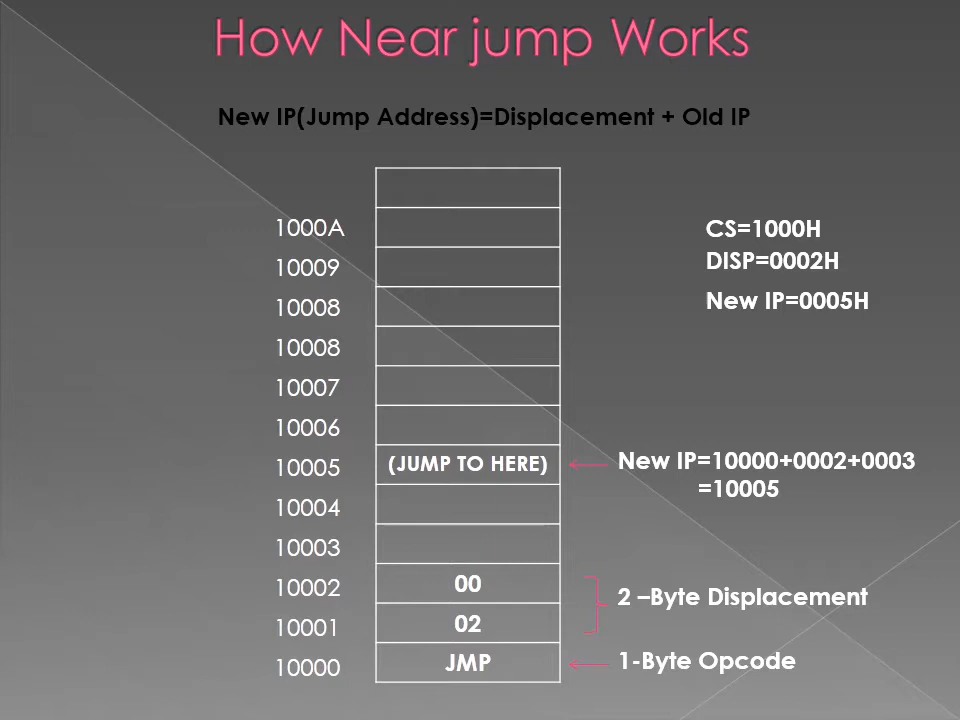 How Near jump Works
New IP(Jump Address)=Displacement + Old IP
1000A
10009
10008
10008
10007
10006
10005
10004
10003
10002
10001
10000
(JUMP TO HERE)
00
02
JMP
CS=1000H
DISP=0002H
New IP=0005H
New IP=10000+0002+0003
=10005
2 –Byte Displacement
1-Byte Opcode